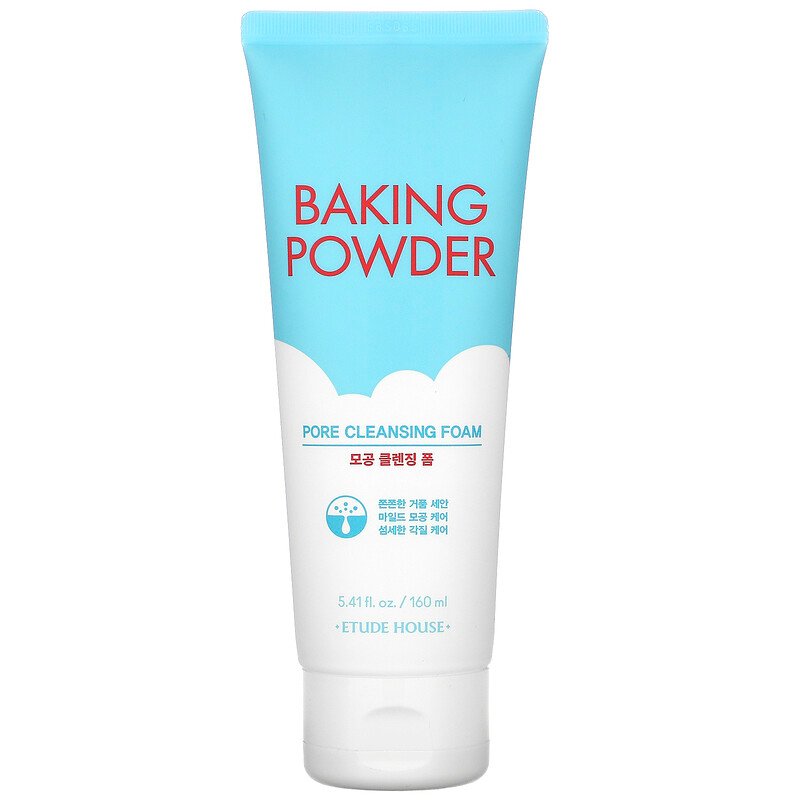 BAKING
POWDER
PORE CLEANSING FOAM
모공 클렌징 폼
쫀쫀한 거품 세안
마일드 모공 케어
섬세한 각질 케어
5.41 fl. oz. / 160 ml
ETUDE HOUSE